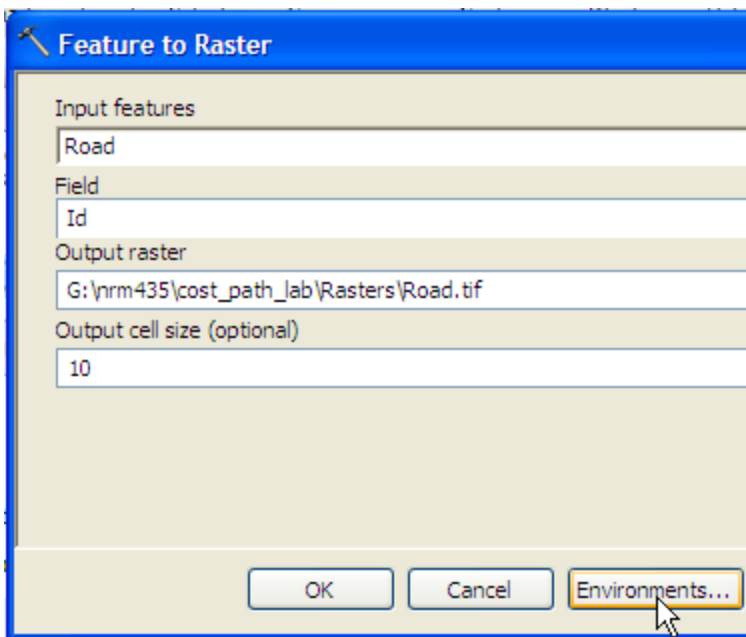 Feature to Raster
Input features
Road
Field
Id
Output raster
G:\nrm435\cost_path_lab\Rasters\Road.tif
Output cell size (optional)
10
OK Cancel Environments...